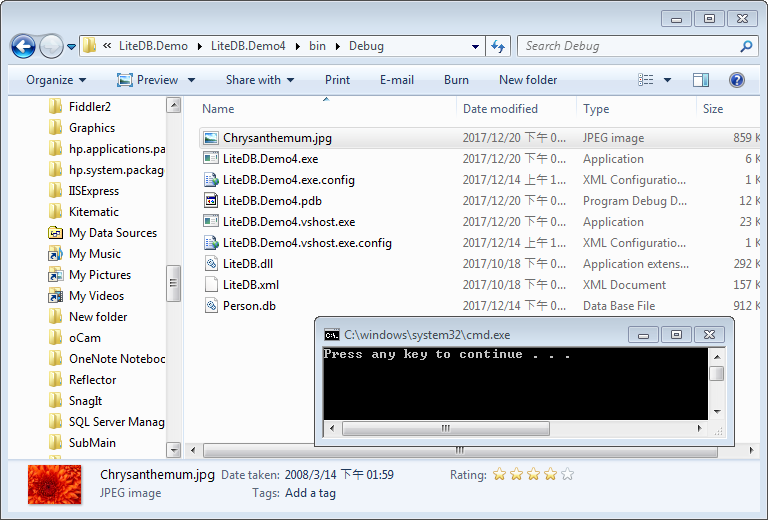 « LiteDB.Demo LiteDB.Demo4 bin Debug Search Debug
Organize Preview Share with Print E-mail Burn New folder
Name Date modified Type Size
Fiddler2
Graphics
hp.applications.pa
hp.system.package
IISExpress
Kitematic
My Data Sources
My Music
My Pictures
My Videos
New folder
oCam
OneNote Notebook
Reflector
SnagIt
SQL Server Manag
SubMain
Chrysanthemum.jpg 2017/12/20 下午 0... JPEG image 859 K
LiteDB.Demo4.exe 2017/12/20 下午 0... Application 6 K
LiteDB.Demo4.exe.config 2017/12/14 上午 1... XML Configuratio... 1 K
LiteDB.Demo4.pdb 2017/12/20 下午 0... Program Debug D... 12 K
LiteDB.Demo4.vshost.exe 2017/12/20 下午 0... Application 23 K
LiteDB.Demo4.vshost.exe.config 2017/12/14 上午 1... XML Configuratio... 1 K
LiteDB.dll 2017/10/18 下午 0... Application extens... 292 K
LiteDB.xml 2017/10/18 下午 0... XML Document 157 K
Person.db 2017/12/14 下午 0... Data Base File 912 K
C:\windows\system32\cmd.exe
Press any key to continue . . .
Chrysanthemum.jpg Date taken: 2008/3/14 下午 01:59 Rating:
JPEG image Tags: Add a tag